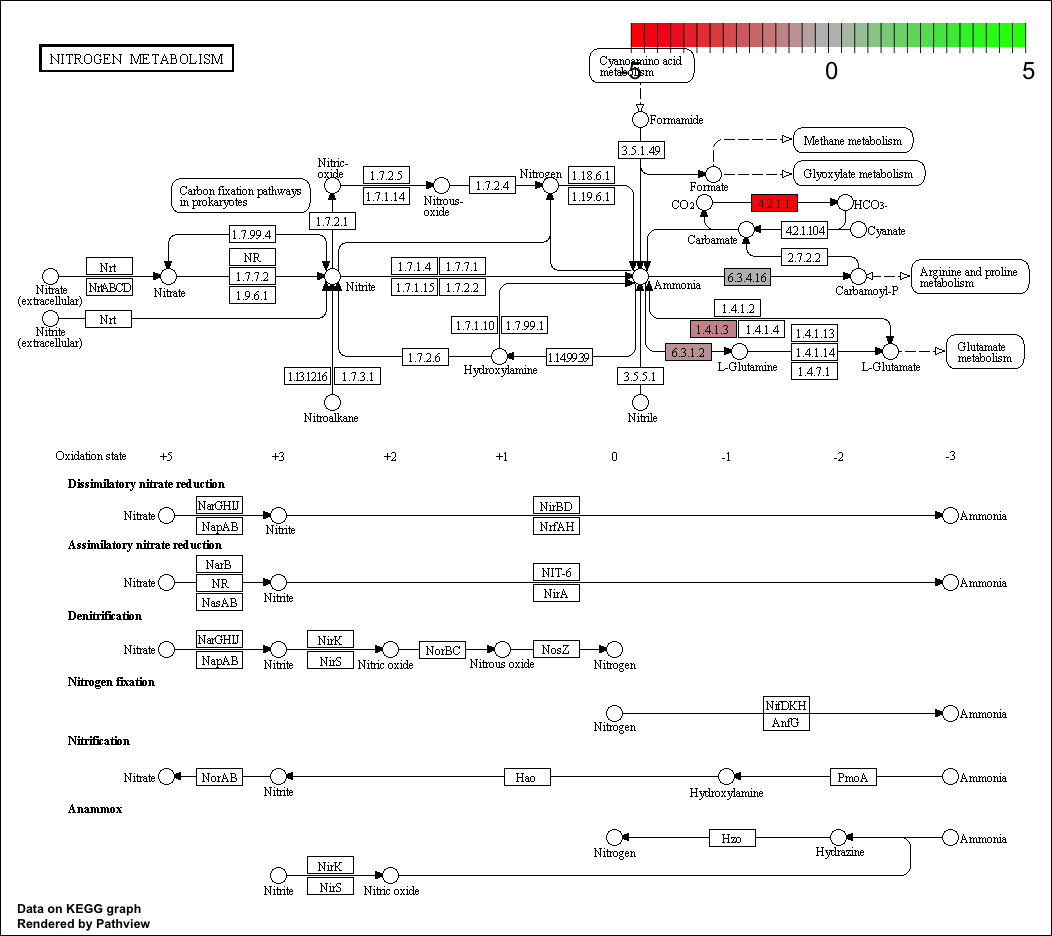 NITROGEN METABOLISM
-5
0
5
Cyanoamino acid
metabolism
Formamide
3.5.1.49
Methane metabolism
Glyoxylate metabolism
Formate
Nitric-
oxide
1.7.2.5
1.7.1.14
Nitrous-
oxide
1.7.2.4
Nitrogen
1.18.6.1
1.19.6.1
Carbon fixation pathways
in prokaryotes
1.7.2.1
CO2
4.2.1.1
HCO3-
Carbamate
4.2.1.104
Cyanate
1.7.99.4
2.7.2.2
Nrt
NrtABCD
NR
1.7.7.2
1.9.6.1
1.7.1.4
1.7.7.1
1.7.1.15
1.7.2.2
6.3.4.16
Arginine and proline
metabolism
Nitrate
(extracellular)
Nitrate
Nitrite
Ammonia
Carbamoyl-P
Nrt
Nitrite
(extracellular)
1.4.1.2
1.7.1.10
1.7.99.1
1.4.1.3
1.4.1.4
1.4.1.13
1.7.2.6
1.14.99.39
6.3.1.2
1.4.1.14
Glutamate
metabolism
Hydroxylamine
L-Glutamine
1.4.7.1
L-Glutamate
1.13.12.16
1.7.3.1
3.5.5.1
Nitroalkane
Nitrile
Oxidation state
+5
+3
+2
+1
0
-1
-2
-3
Dissimilatory nitrate reduction
NarGHIJ
NapAB
NirBD
NrfAH
Nitrate
Nitrite
Ammonia
Assimilatory nitrate reduction
NarB
NR
NasAB
NIT-6
NirA
Nitrate
Nitrite
Ammonia
Denitrification
NarGHIJ
NapAB
NirK
NirS
NorBC
NosZ
Nitrate
Nitrite
Nitric oxide
Nitrous oxide
Nitrogen
Nitrogen fixation
NifDKH
AnfG
Nitrogen
Ammonia
Nitrification
Nitrate
NorAB
Nitrite
Hao
Hydroxylamine
PmoA
Ammonia
Anammox
Nitrogen
Hzo
Hydrazine
Ammonia
NirK
NirS
Nitrite
Nitric oxide
Data on KEGG graph
Rendered by Pathview